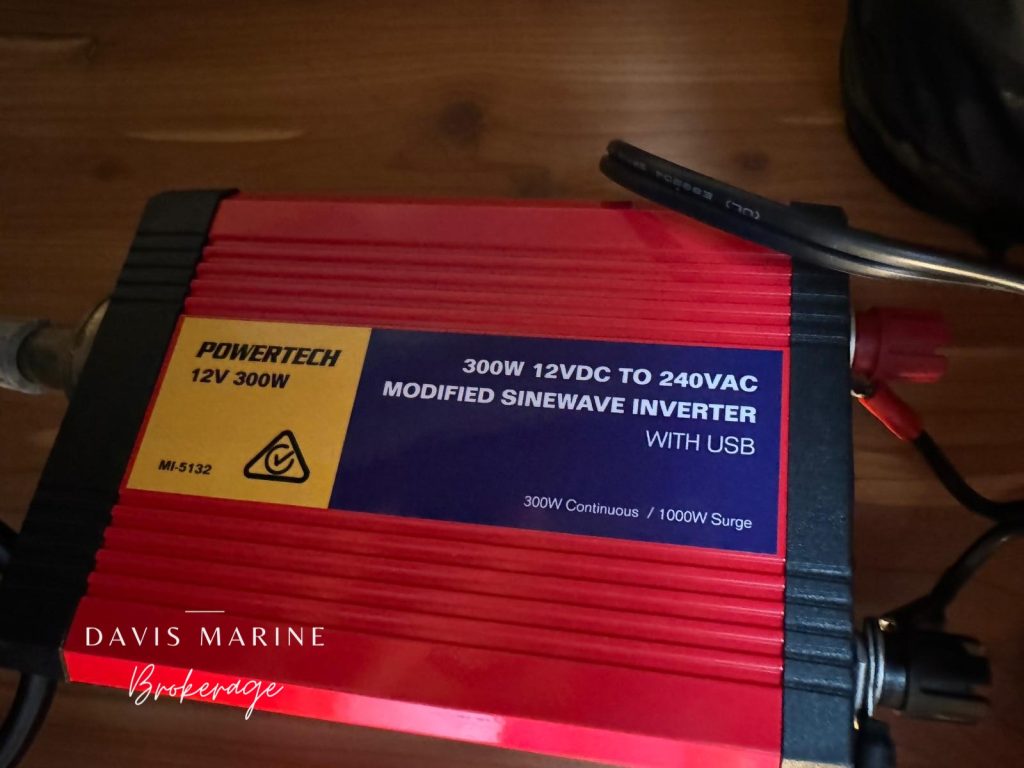 POWERTECH
12V 300W
MI-5132
300W 12VDC TO 240VAC
MODIFIED SINEWAVE INVERTER
WITH USB
300W Continuous / 1000W Surge
(UL)
DAVIS MARINE
Brokerage